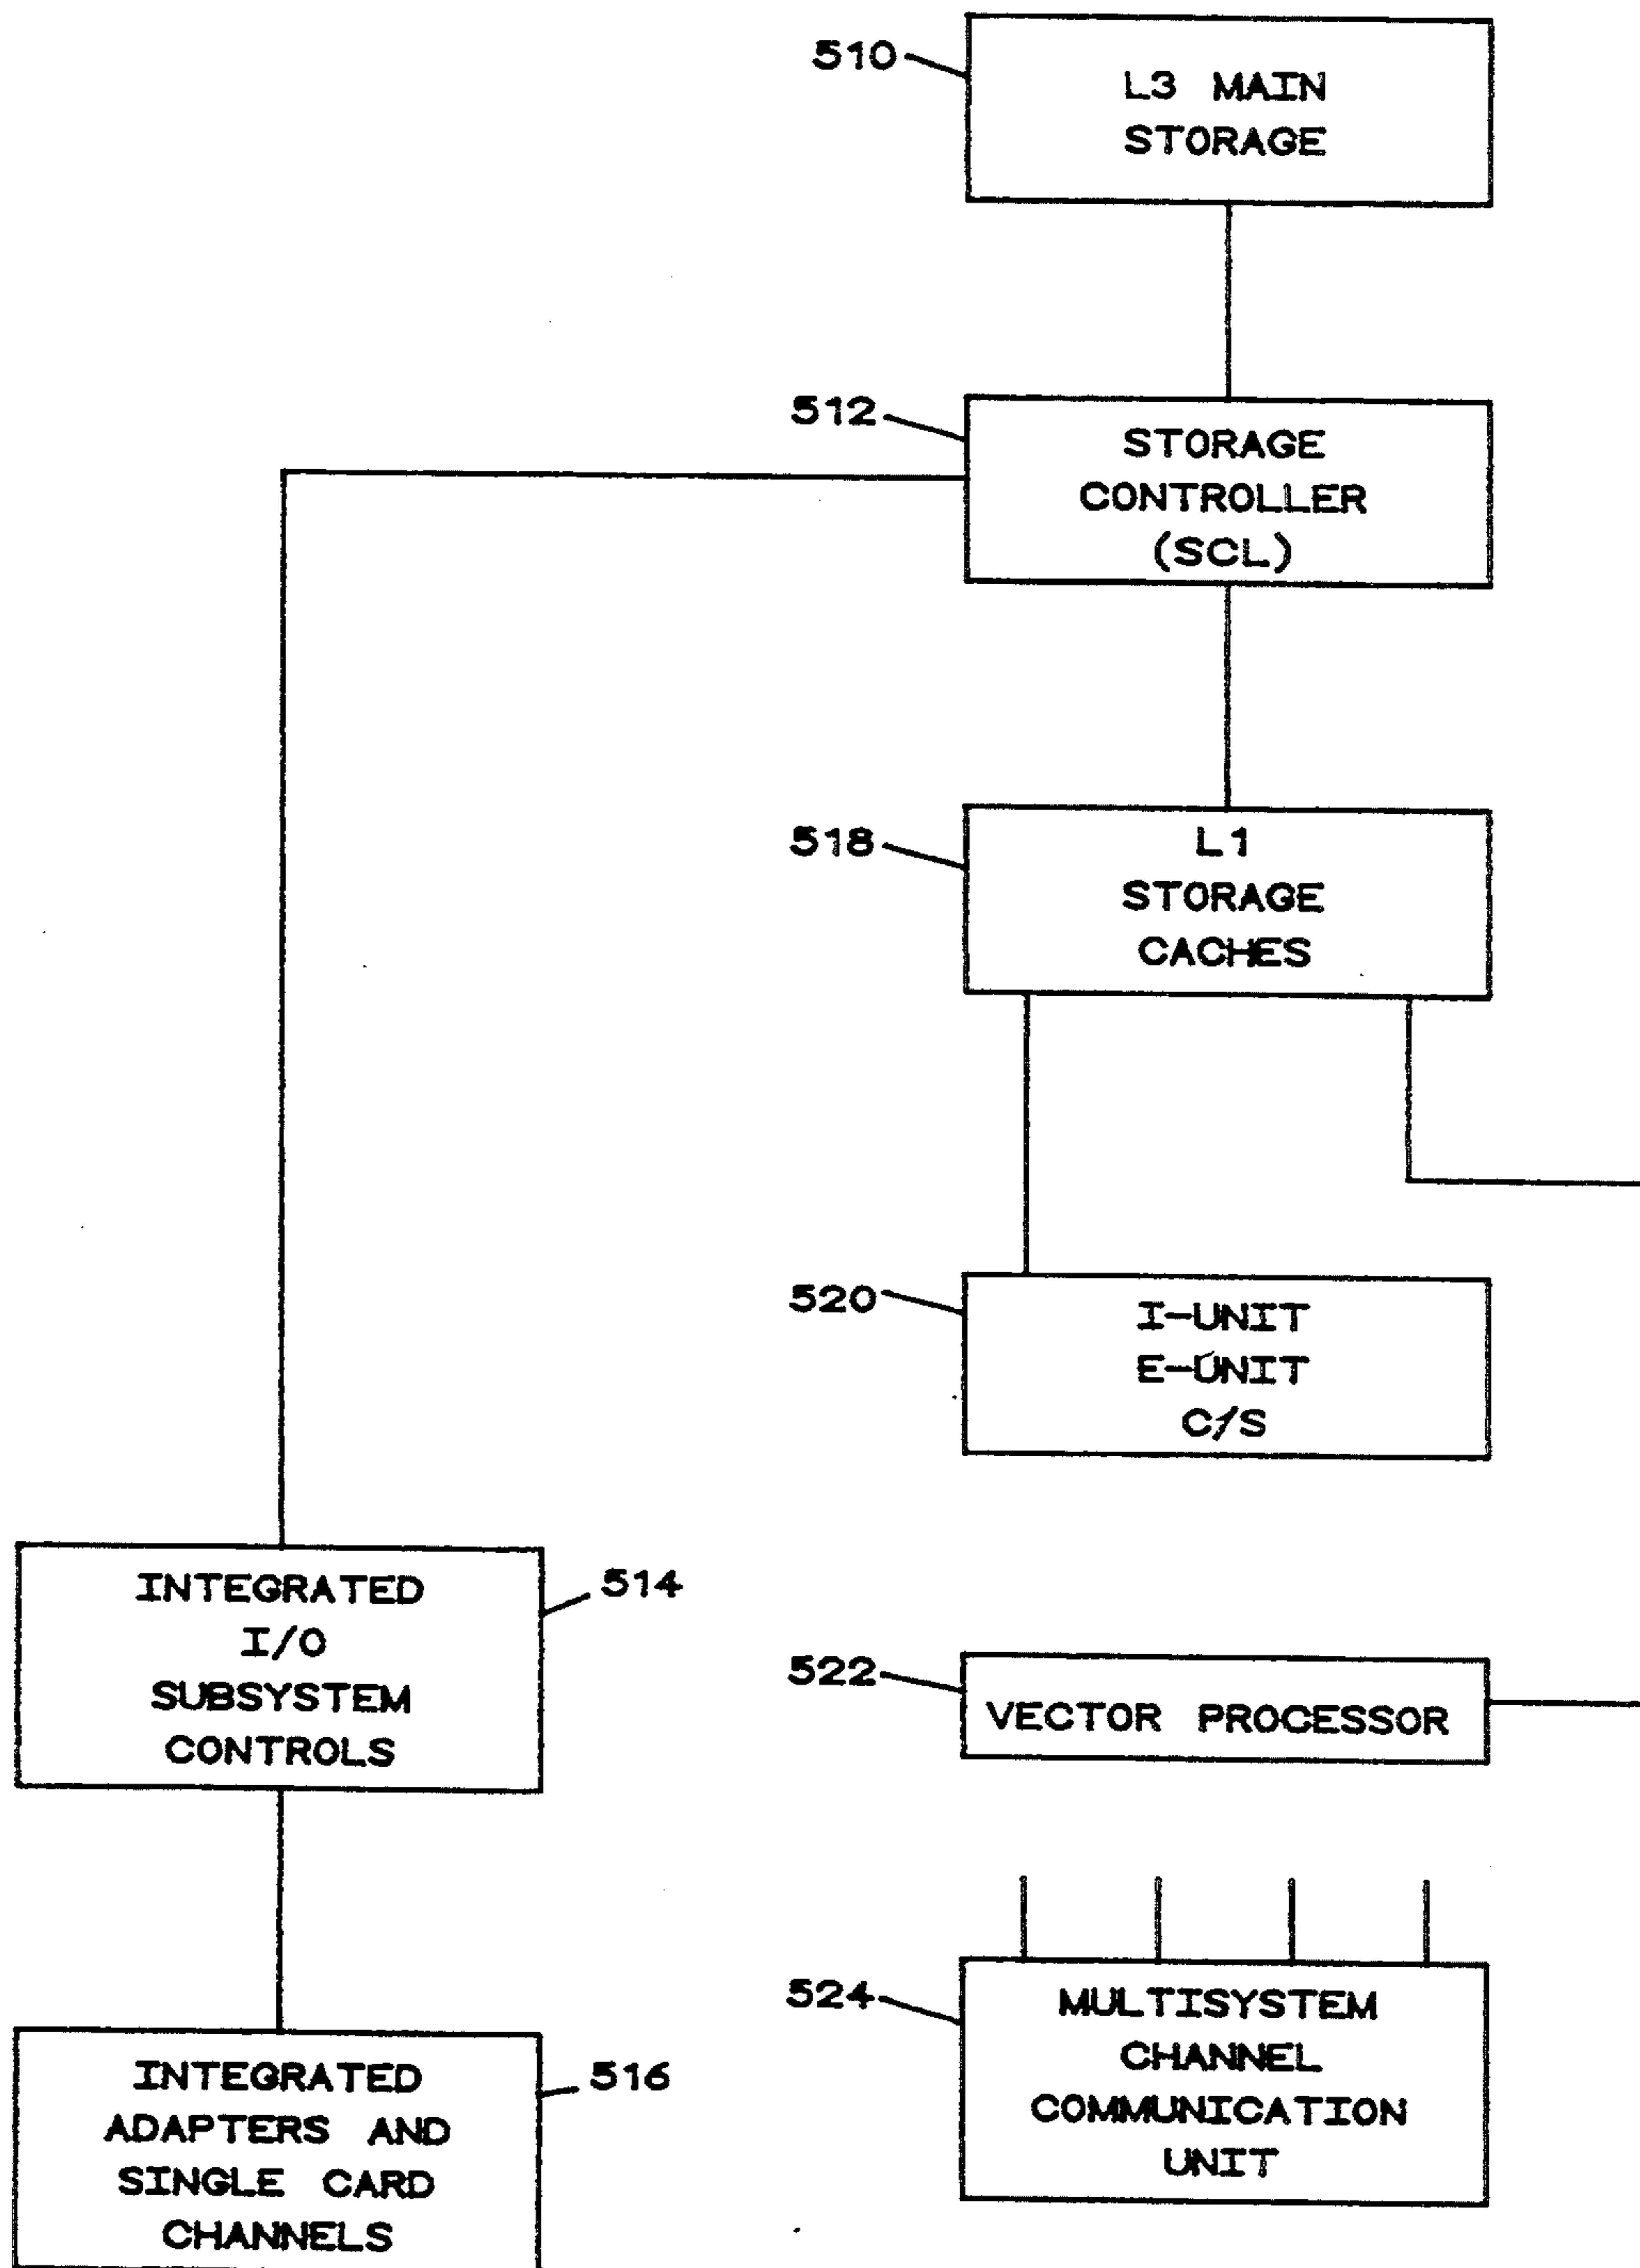 510
L3 MAIN
STORAGE
512
STORAGE
CONTROLLER
(SCL)
518
L1
STORAGE
CACHES
520
I-UNIT
E-UNIT
C/S
INTEGRATED
I/O
SUBSYSTEM
CONTROLS
514
522
VECTOR PROCESSOR
524
MULTISYSTEM
CHANNEL
COMMUNICATION
UNIT
INTEGRATED
ADAPTERS AND
SINGLE CARD
CHANNELS
516